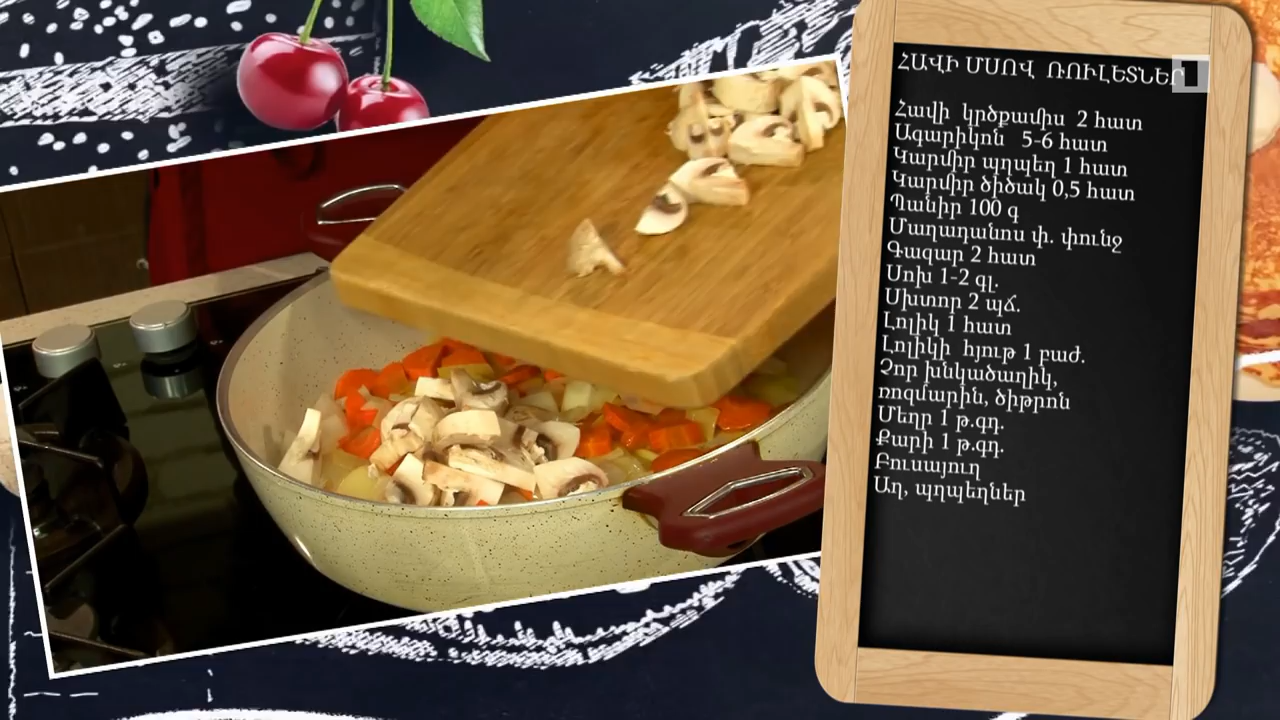 ՀԱՎԻ ՄՍՈՎ ՌՈՒԼԵՏՆԵՐ
Հավի կրծքամիս 2 հատ
Ագարիկոն 5-6 հատ
Կարմիր պղպեղ 1 հատ
Կարմիր ծիծակ 0,5 հատ
Պանիր 100 գ
Մաղադանոս փ. փունջ
Գազար 2 հատ
Սոխ 1-2 գլ.
Սխտոր 2 պճ.
Լոլիկ 1 հատ
Լոլիկի հյութ 1 բաժ.
Չոր խնկածաղիկ,
ռոզմարին, ծիթրոն
Մեղր 1 թ.գդ.
Քարի 1 թ.գդ.
Բուսայուղ
Աղ, պղպեղներ